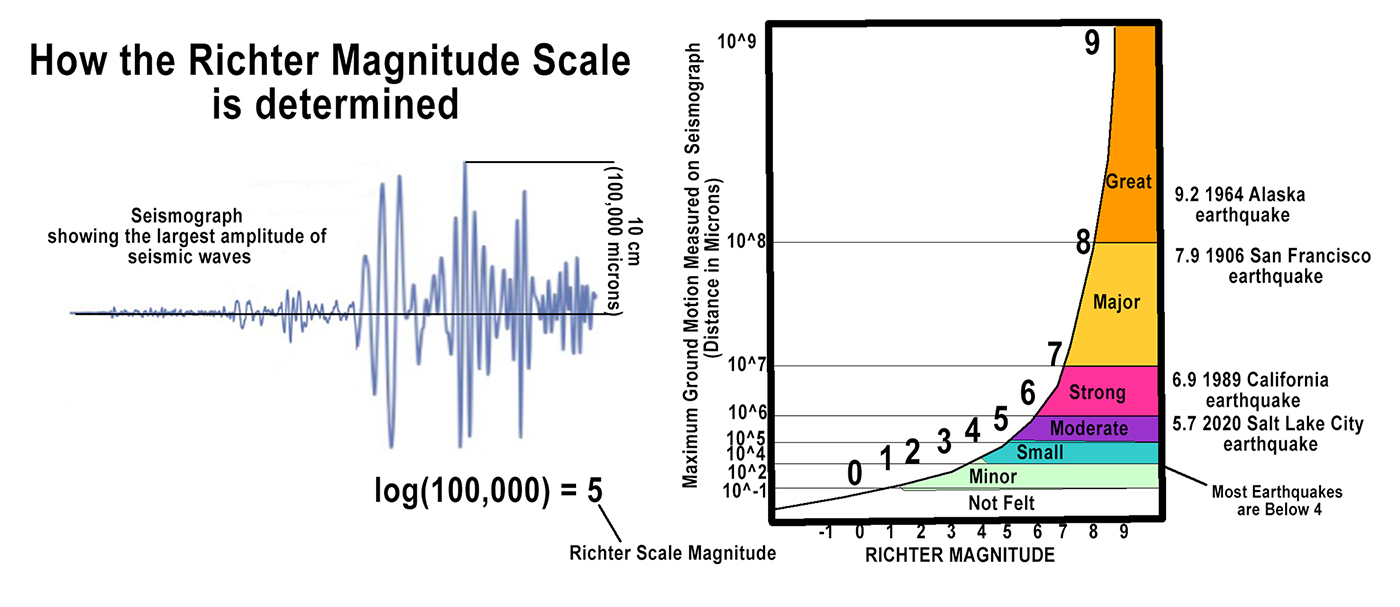 How the Richter Magnitude Scale
is determined
Seismograph
showing the largest amplitude of
seismic waves
10 cm
(100,000 microns)
log(100,000) = 5
Richter Scale Magnitude
Maximum Ground Motion Measured on Seismograph
(Distance in Microns)
10^9
10^8
10^7
10^6
10^5
10^4
10^2
10^-1
0
1
2
3
4
5
6
7
8
9
Great
Major
Strong
Moderate
Small
Minor
Not Felt
-1 0 1 2 3 4 5 6 7 8 9
RICHTER MAGNITUDE
9.2 1964 Alaska
earthquake
7.9 1906 San Francisco
earthquake
6.9 1989 California
earthquake
5.7 2020 Salt Lake City
earthquake
Most Earthquakes
are Below 4